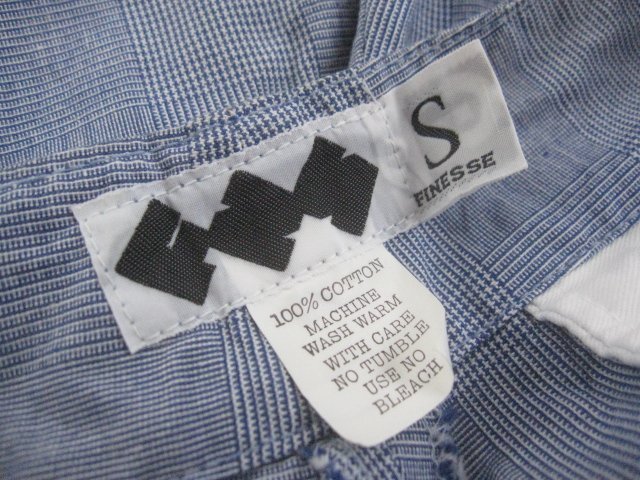 S
FINESSE
100% COTTON
MACHINE
WASH WARM
WITH CARE
NO TUMBLE
USE NO
BLEACH